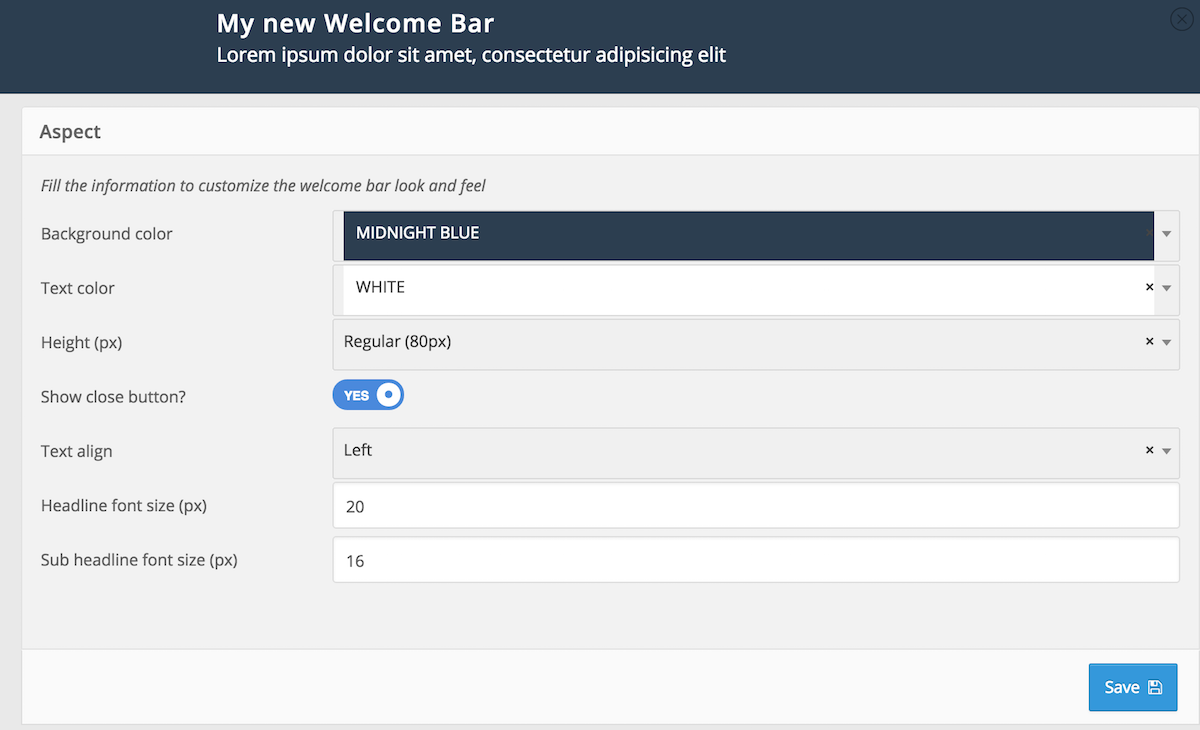 My new Welcome Bar
Lorem ipsum dolor sit amet, consectetur adipisicing elit
Aspect
Fill the information to customize the welcome bar look and feel
Background color
MIDNIGHT BLUE
Text color
WHITE
Height (px)
Regular (80px)
Show close button?
YES
Text align
Left
Headline font size (px)
20
Sub headline font size (px)
16
Save